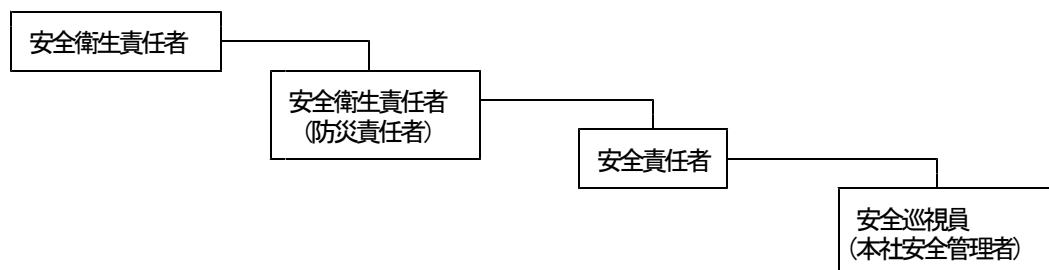 安全衛生責任者
安全衛生責任者
（防災責任者）
安全責任者
安全巡視員
（本社安全管理者）